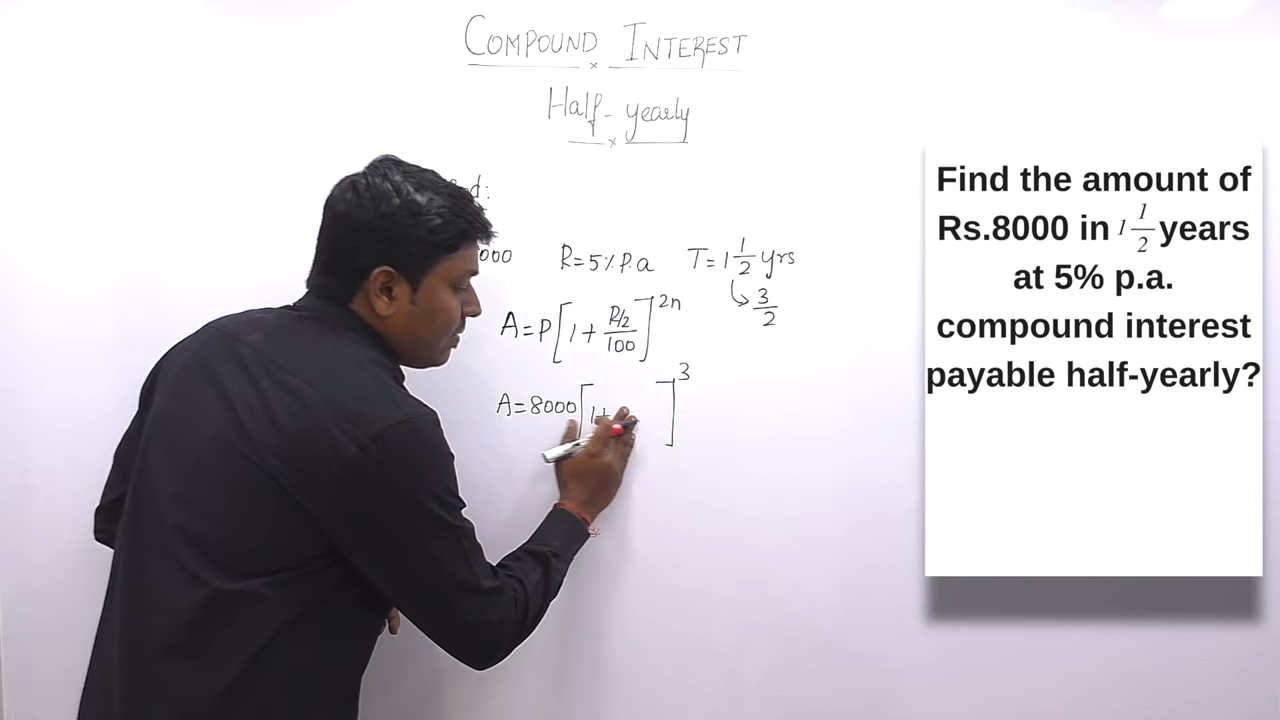 COMPOUND INTEREST
Half-yearly
d:
000 R=5% P.a T=1 1/2 yrs
3/2
A=P[1+(R/2)/100]^2n
A=8000[1+ ]^3
Find the amount of
Rs.8000 in 1 1/2 years
at 5% p.a.
compound interest
payable half-yearly?